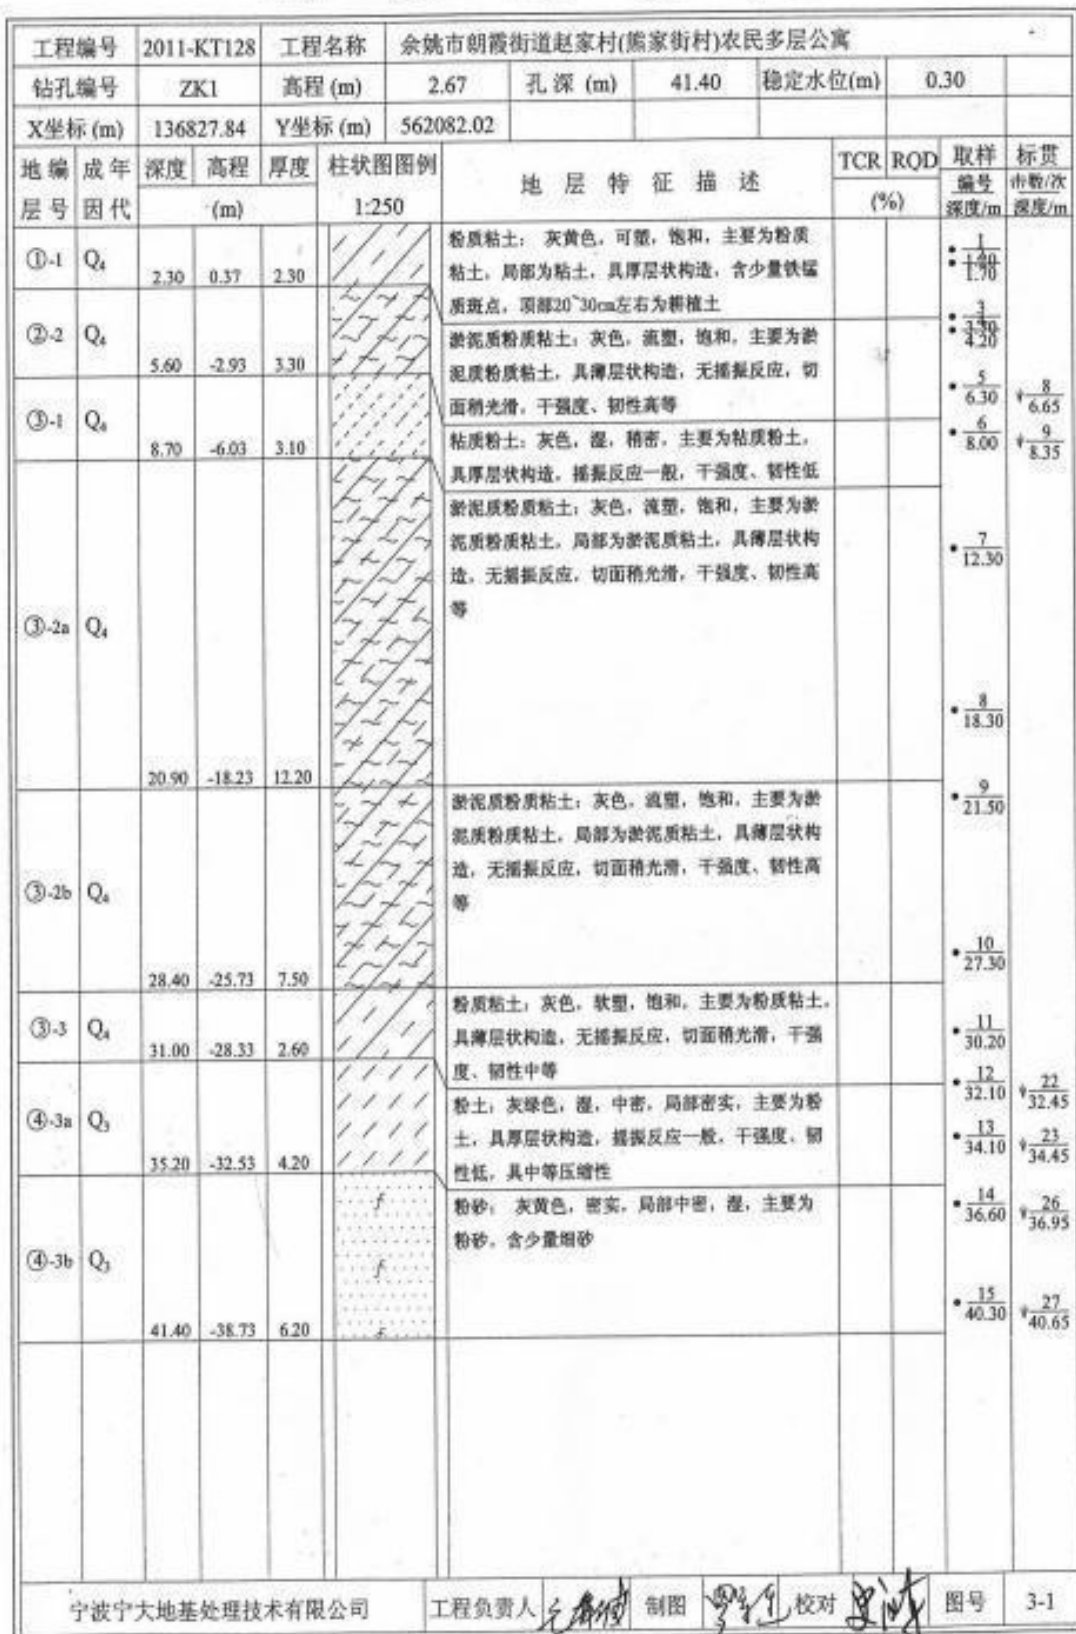 工程编号 2011-KT128 工程名称 余姚市朗霞街道赵家村(熊家街村)农民多层公寓
钻孔编号 ZK1 高程(m) 2.67 孔深(m) 41.40 稳定水位(m) 0.30
X坐标(m) 136827.84 Y坐标(m) 562082.02
地编 成年 深度 高程 厚度 柱状图图例 地层特征描述 TCR RQD 取样 标贯
层号 因代 (m) 1:250 (%) 编号 击数/次
深度/m 深度/m
①-1 Q₄ 2.30 0.37 2.30
粉质粘土: 灰黄色, 可塑, 饱和, 主要为粉质
粘土, 局部为粘土, 具厚层状构造, 含少量铁锰
质斑点, 顶部20~30cm左右为耕植土
1
1.70
②-2 Q₄ 5.60 -2.93 3.30
淤泥质粉质粘土: 灰色, 流塑, 饱和, 主要为淤
泥质粉质粘土, 具薄层状构造, 无摇振反应, 切
面稍光滑, 干强度、韧性高等
3
4.20
③-1 Q₄ 8.70 -6.03 3.10
粘质粉土: 灰色, 湿, 稍密, 主要为粘质粉土,
具厚层状构造, 摇振反应一般, 干强度、韧性低
5 8
6.30 6.65
6 9
8.00 8.35
③-2a Q₄ 20.90 -18.23 12.20
淤泥质粉质粘土: 灰色, 流塑, 饱和, 主要为淤
泥质粉质粘土, 局部为淤泥质粘土, 具薄层状构
造, 无摇振反应, 切面稍光滑, 干强度、韧性高
等
7
12.30
8
18.30
③-2b Q₄ 28.40 -25.73 7.50
淤泥质粉质粘土: 灰色, 流塑, 饱和, 主要为淤
泥质粉质粘土, 局部为淤泥质粘土, 具薄层状构
造, 无摇振反应, 切面稍光滑, 干强度、韧性高
等
9
21.50
10
27.30
③-3 Q₄ 31.00 -28.33 2.60
粉质粘土: 灰色, 软塑, 饱和, 主要为粉质粘土,
具薄层状构造, 无摇振反应, 切面稍光滑, 干强
度、韧性中等
11
30.20
④-3a Q₃ 35.20 -32.53 4.20
粉土: 灰绿色, 湿, 中密, 局部密实, 主要为粉
土, 具厚层状构造, 摇振反应一般, 干强度、韧
性低, 具中等压缩性
12 22
32.10 32.45
13 23
34.10 34.45
④-3b Q₃ 41.40 -38.73 6.20
粉砂: 灰黄色, 密实, 局部中密, 湿, 主要为
粉砂, 含少量细砂
f
f
f
14 26
36.60 36.95
15 27
40.30 40.65
宁波宁大地基处理技术有限公司 工程负责人 制图 校对 图号 3-1